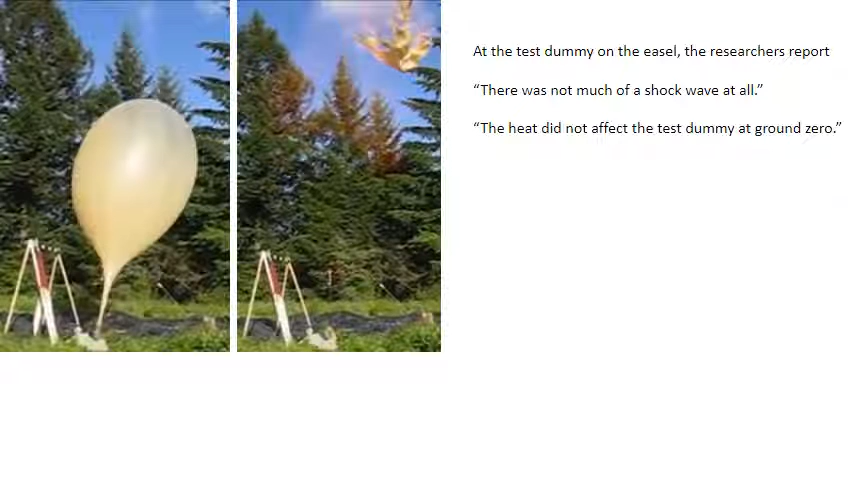 At the test dummy on the easel, the researchers report
“There was not much of a shock wave at all.”
“The heat did not affect the test dummy at ground zero.”